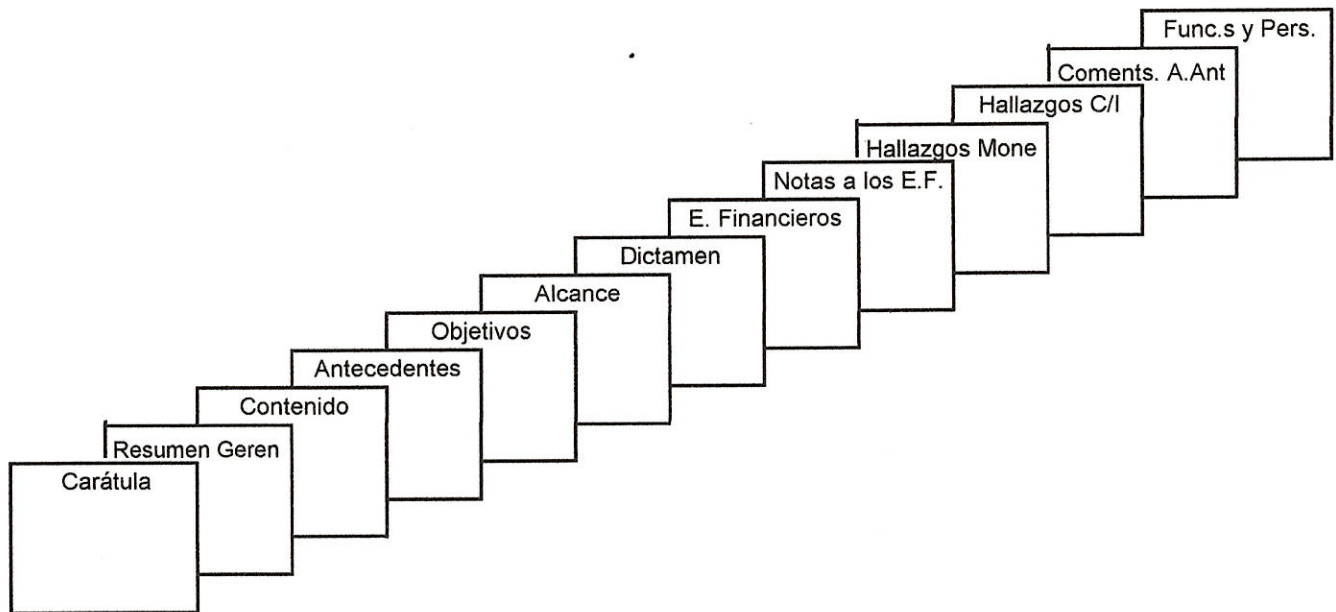 Func.s y Pers.
Coments. A.Ant
Hallazgos C/I
Hallazgos Mone
Notas a los E.F.
E. Financieros
Dictamen
Alcance
Objetivos
Antecedentes
Contenido
Resumen Geren
Carátula